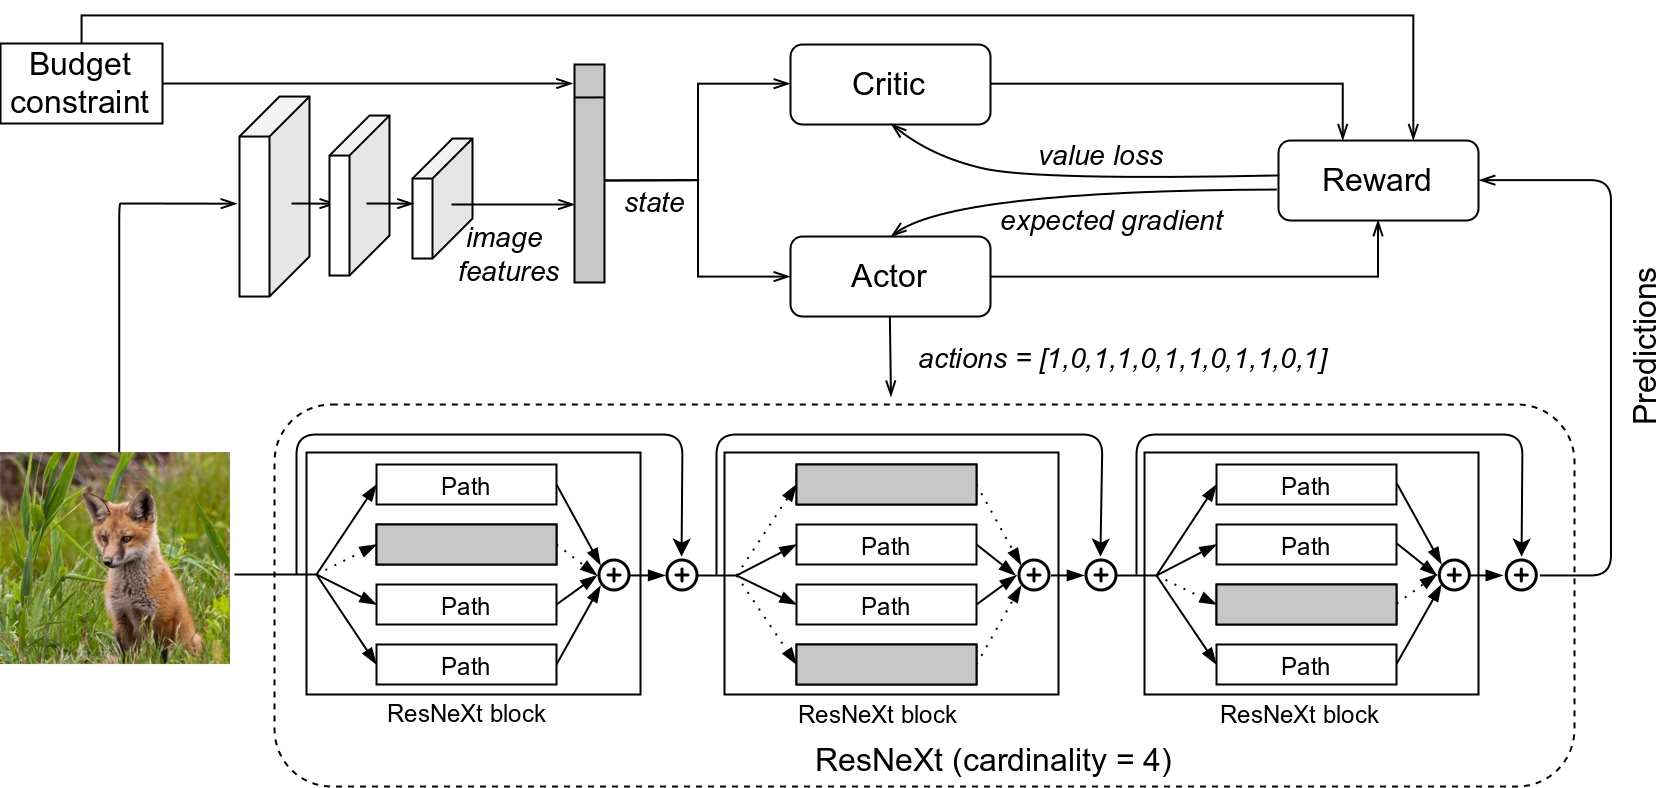 Budget
constraint
Critic
value loss
Reward
state
expected gradient
image
features
Actor
actions = [1,0,1,1,0,1,1,0,1,1,0,1]
Predictions
Path
Path
Path
ResNeXt block
Path
Path
ResNeXt block
Path
Path
Path
ResNeXt block
ResNeXt (cardinality = 4)